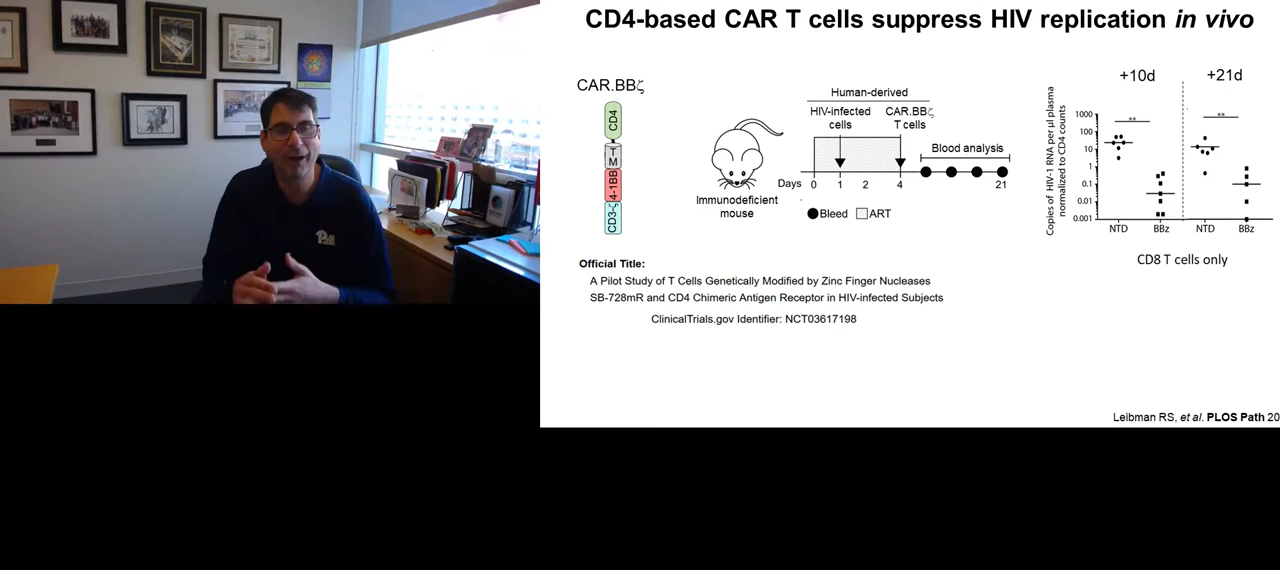 CD4-based CAR T cells suppress HIV replication in vivo
CAR.BBζ
CD4
TM
4-1BB
CD3-ζ
Immunodeficient
mouse
Human-derived
HIV-infected
cells
CAR.BBζ
T cells
Blood analysis
Days 0 1 2 4 21
Bleed ART
Copies of HIV-1 RNA per µl plasma
normalized to CD4 counts
+10d +21d
** **
1000
100
10
1
0.1
0.01
0.001
NTD BBz NTD BBz
CD8 T cells only
Official Title:
A Pilot Study of T Cells Genetically Modified by Zinc Finger Nucleases
SB-728mR and CD4 Chimeric Antigen Receptor in HIV-infected Subjects
ClinicalTrials.gov Identifier: NCT03617198
Leibman RS, et al. PLOS Path 20